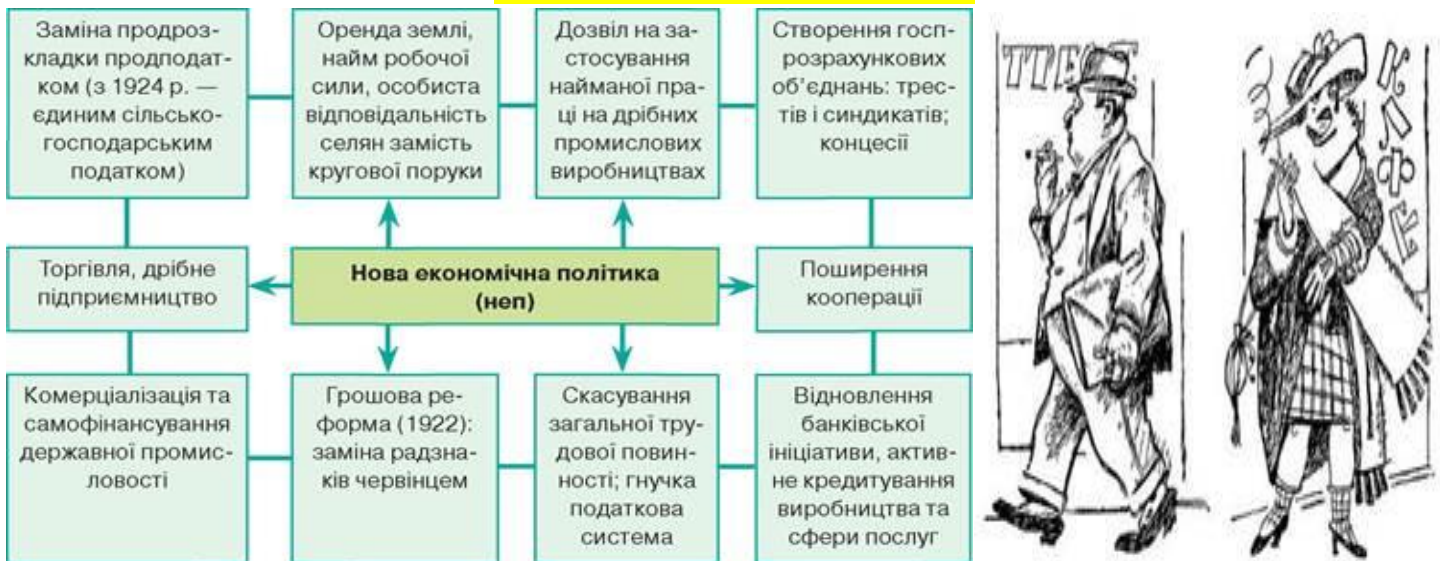 Заміна продроз-
кладки продподат-
ком (з 1924 р. —
єдиним сільсько-
господарським
податком)
Оренда землі,
найм робочої
сили, особиста
відповідальність
селян замість
кругової поруки
Дозвіл на за-
стосування
найманої пра-
ці на дрібних
промислових
виробництвах
Створення госп-
розрахункових
об’єднань: трес-
тів і синдикатів;
концесії
Торгівля, дрібне
підприємництво
Нова економічна політика
(неп)
Поширення
кооперації
Комерціалізація та
самофінансування
державної промис-
ловості
Грошова ре-
форма (1922):
заміна радзна-
ків червінцем
Скасування
загальної тру-
дової повин-
ності; гнучка
податкова
система
Відновлення
банківської
ініціативи, актив-
не кредитування
виробництва та
сфери послуг
КАФЕ